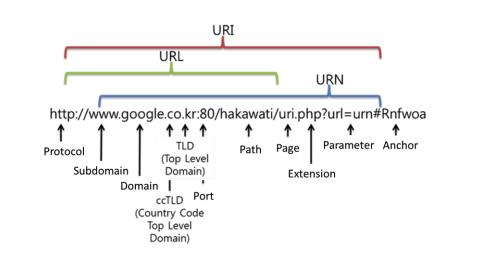 URI
URL
URN
http://www.google.co.kr:80/hakawati/uri.php?url=urn#Rnfwoa
Protocol
Subdomain
Domain
TLD
(Top Level
Domain)
ccTLD
(Country Code
Top Level
Domain)
Port
Path
Page
Extension
Parameter
Anchor